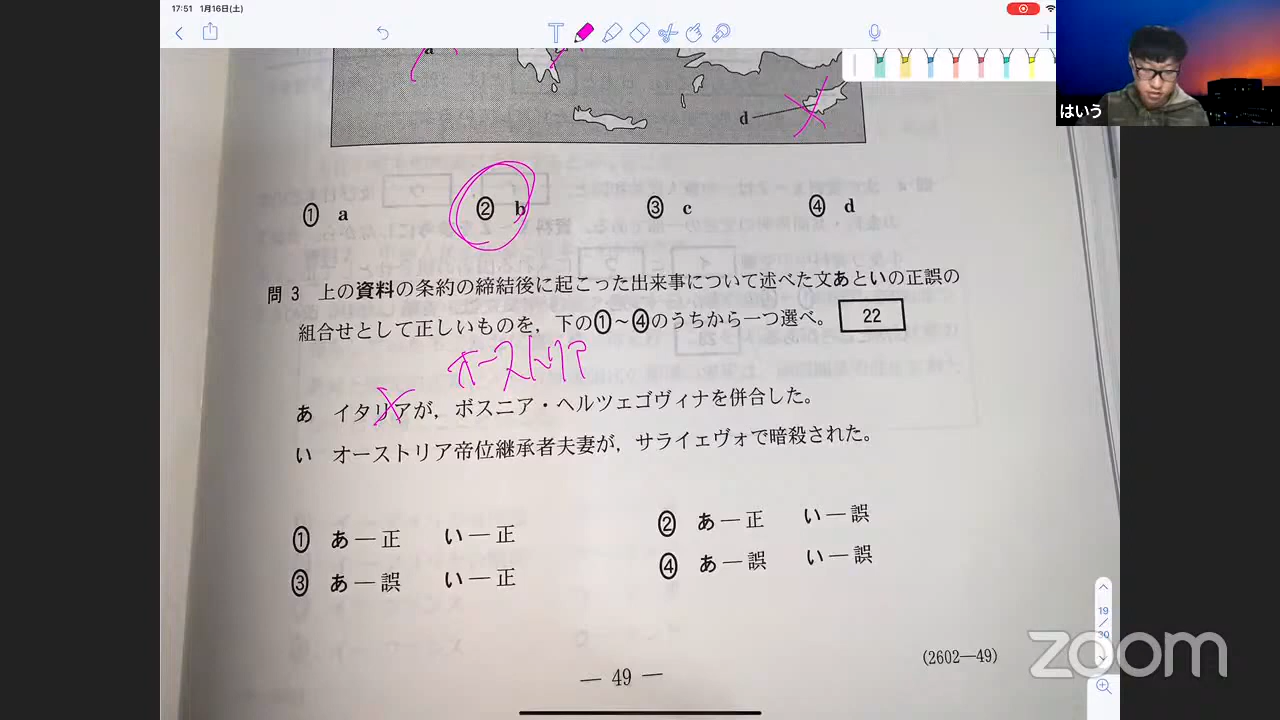 17:51 1月16日(土)
はいう
a
d
① a ② b ③ c ④ d
問3 上の資料の条約の締結後に起こった出来事について述べた文あといの正誤の
組合せとして正しいものを，下の①～④のうちから一つ選べ。 22
オーストリア
あ イタリアが，ボスニア・ヘルツェゴヴィナを併合した。
い オーストリア帝位継承者夫妻が，サライェヴォで暗殺された。
① あ―正 い―正 ② あ―正 い―誤
③ あ―誤 い―正 ④ あ―誤 い―誤
19
/
30
(2602―49)
― 49 ―
zoom